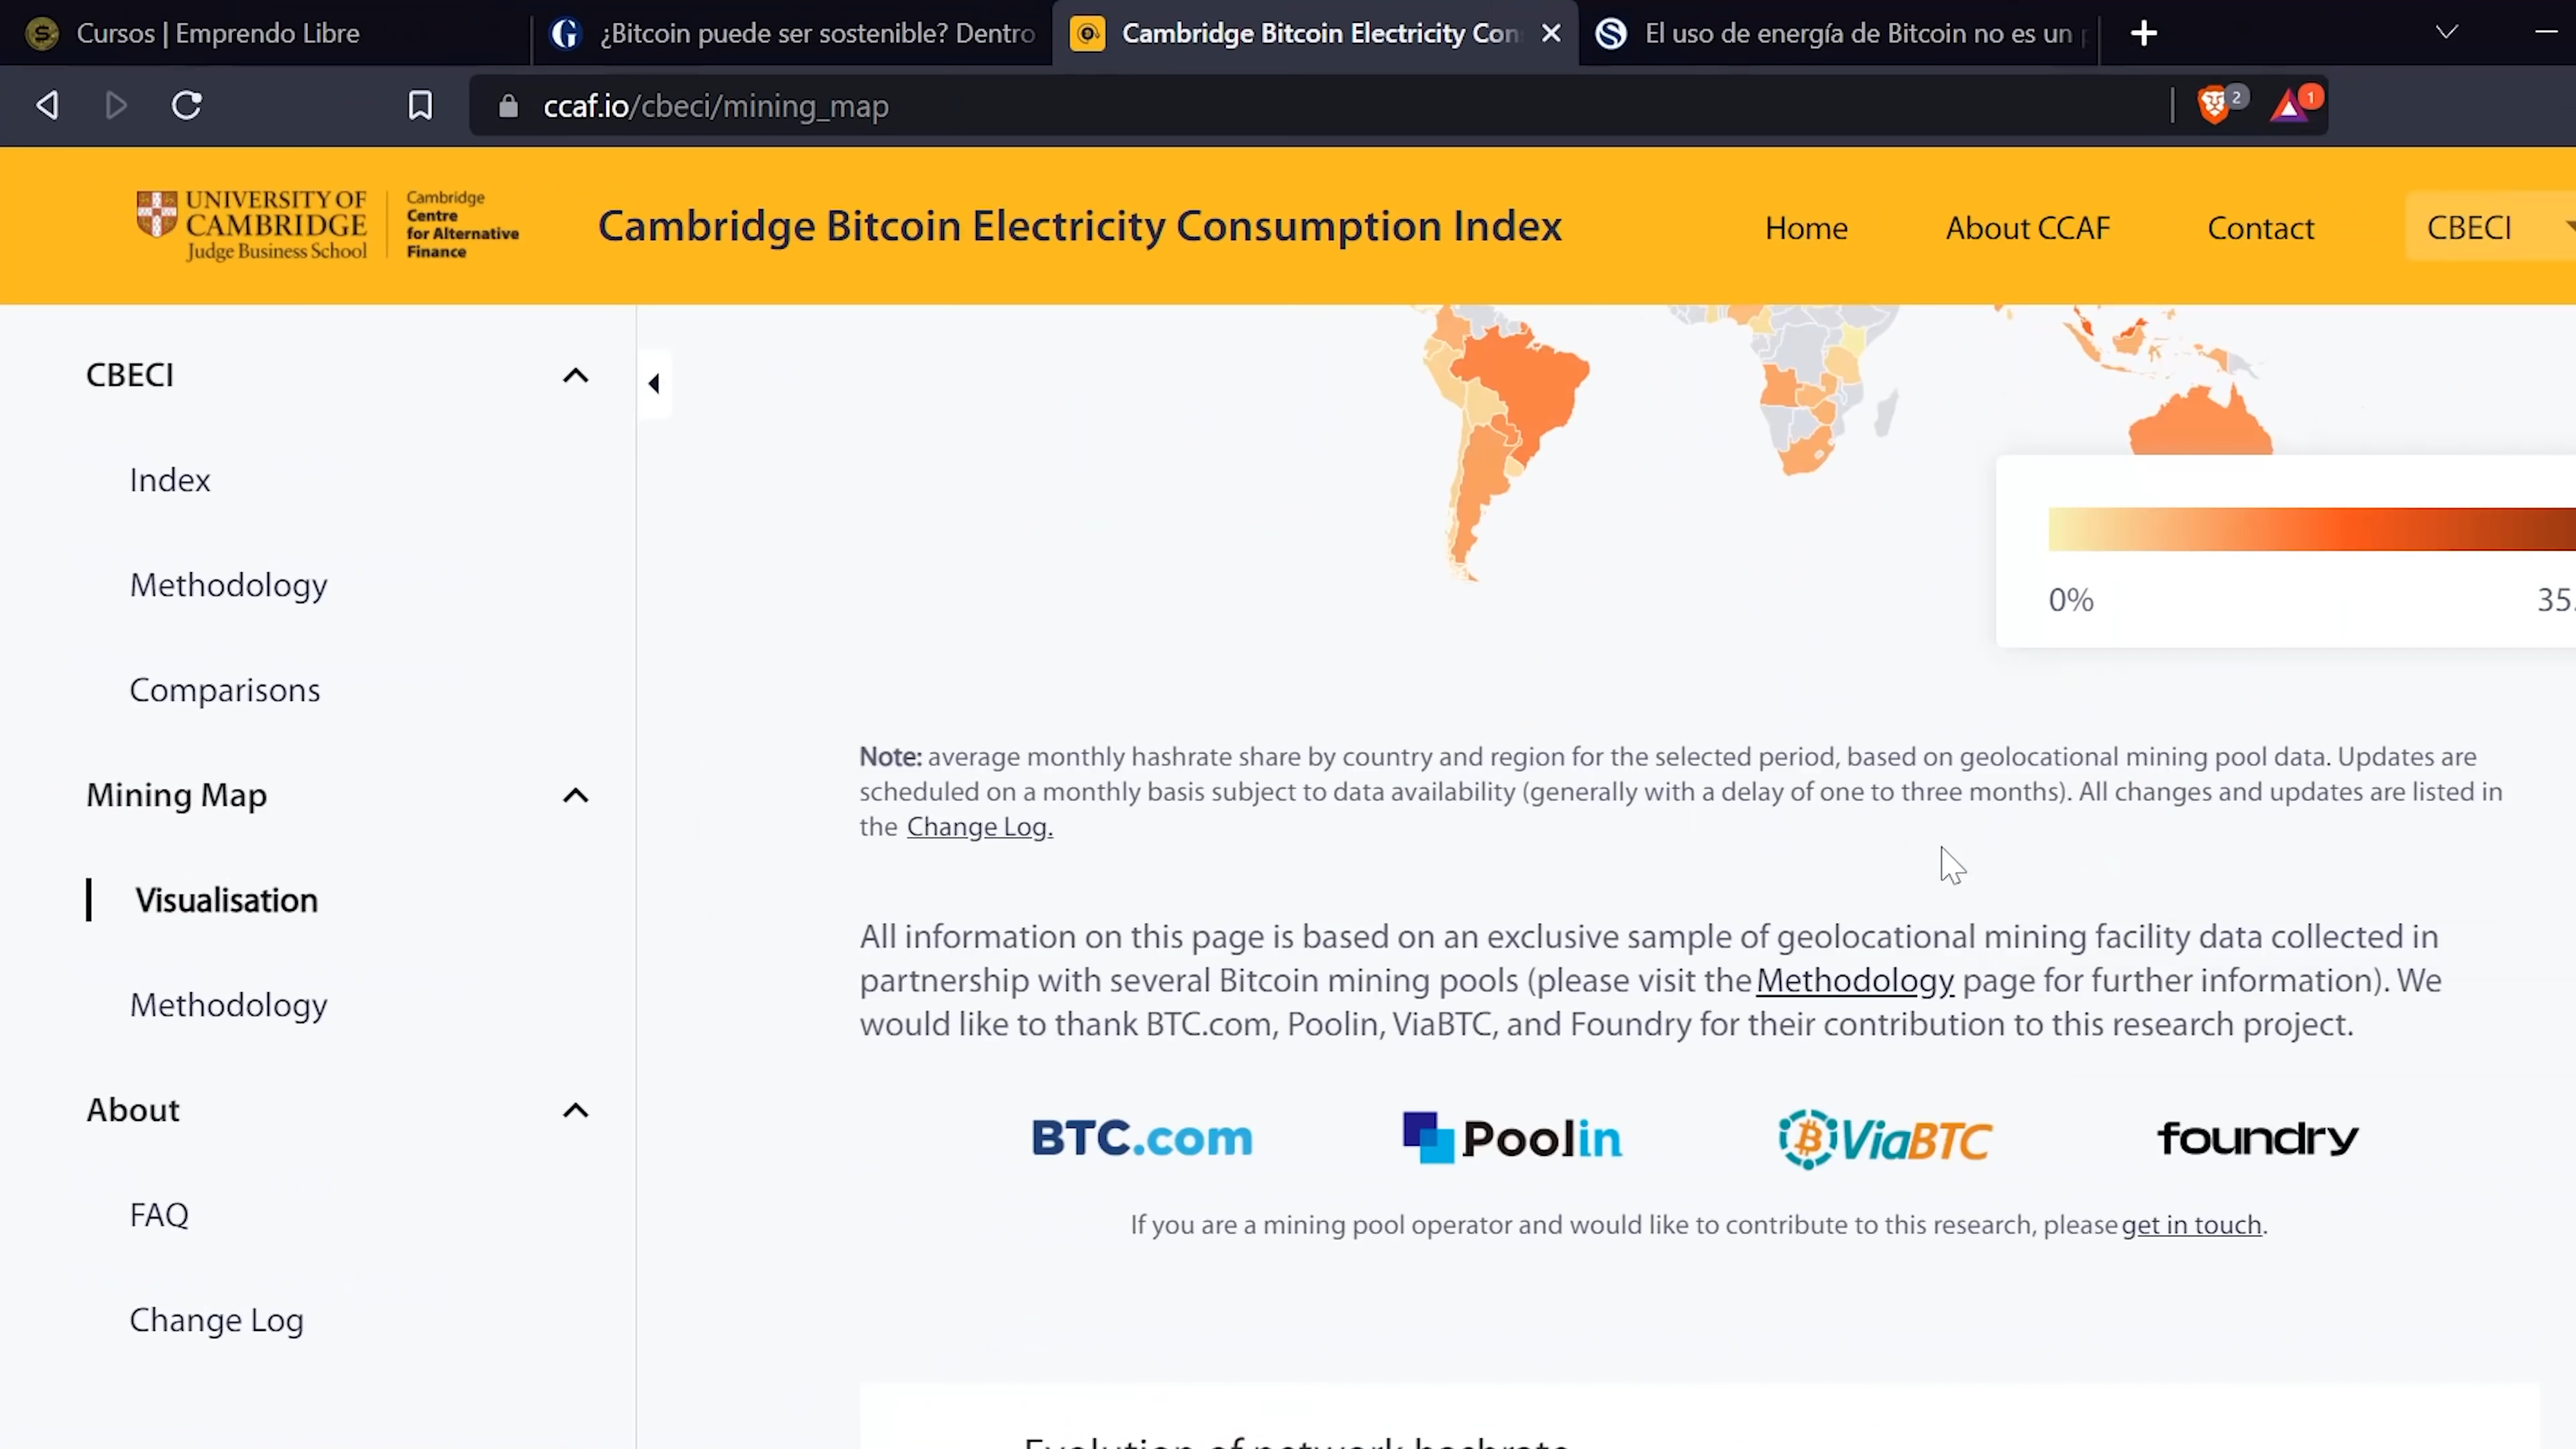 Cursos | Emprendo Libre
¿Bitcoin puede ser sostenible? Dentro
Cambridge Bitcoin Electricity Con
El uso de energía de Bitcoin no es un
ccaf.io/cbeci/mining_map
2
1
UNIVERSITY OF
CAMBRIDGE
Judge Business School
Cambridge
Centre
for Alternative
Finance
Cambridge Bitcoin Electricity Consumption Index
Home
About CCAF
Contact
CBECI
CBECI
Index
Methodology
Comparisons
Mining Map
Visualisation
Methodology
About
FAQ
Change Log
0%
35.
Note: average monthly hashrate share by country and region for the selected period, based on geolocational mining pool data. Updates are
scheduled on a monthly basis subject to data availability (generally with a delay of one to three months). All changes and updates are listed in
the Change Log.
All information on this page is based on an exclusive sample of geolocational mining facility data collected in
partnership with several Bitcoin mining pools (please visit the Methodology page for further information). We
would like to thank BTC.com, Poolin, ViaBTC, and Foundry for their contribution to this research project.
BTC.com
Poolin
ViaBTC
foundry
If you are a mining pool operator and would like to contribute to this research, please get in touch.
Evolution of network hashrate